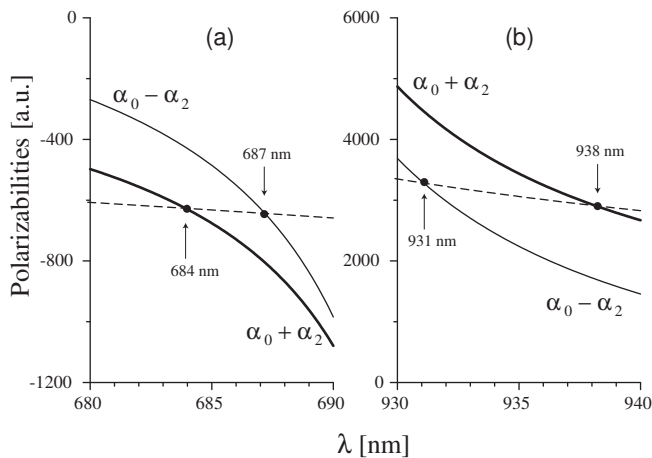 (a)
(b)
Polarizabilities [a.u.]
0
-400
-800
-1200
6000
4000
2000
0
α₀ − α₂
687 nm
684 nm
α₀ + α₂
α₀ + α₂
938 nm
931 nm
α₀ − α₂
680
685
690
930
935
940
λ [nm]